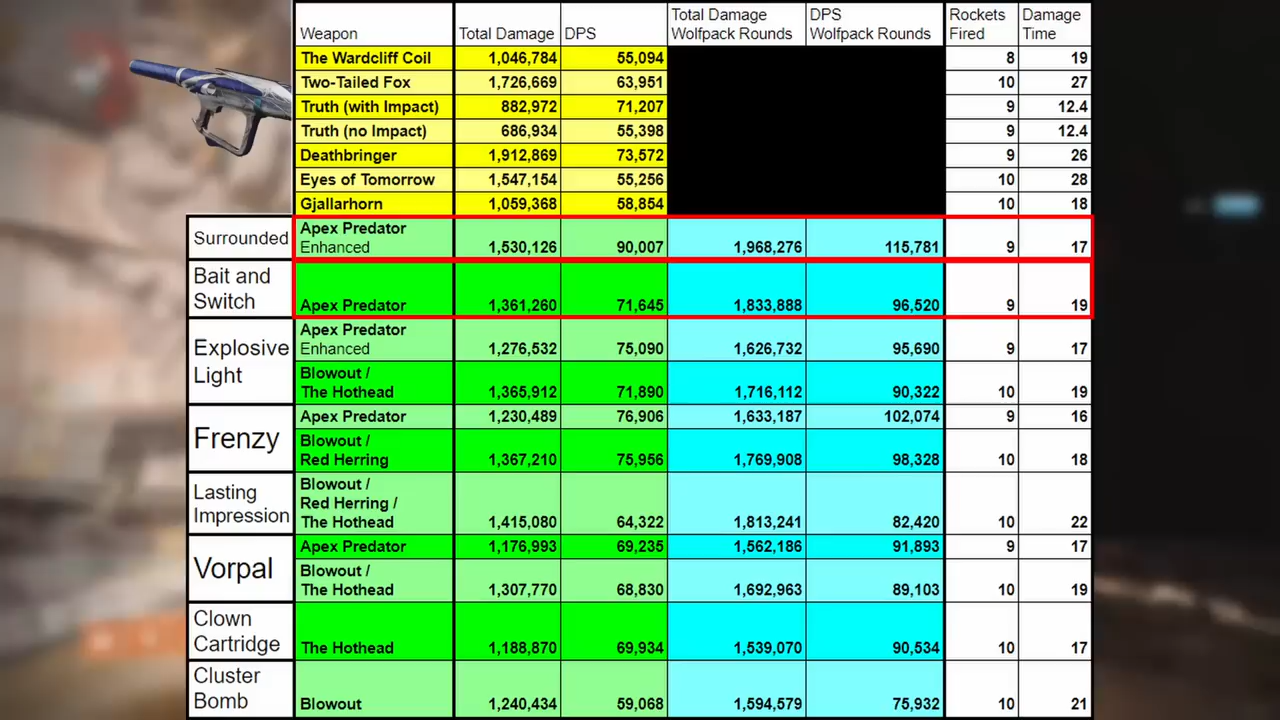 Weapon Total Damage DPS Total Damage Wolfpack Rounds DPS Wolfpack Rounds Rockets Fired Damage Time
The Wardcliff Coil 1,046,784 55,094 8 19
Two-Tailed Fox 1,726,669 63,951 10 27
Truth (with Impact) 882,972 71,207 9 12.4
Truth (no Impact) 686,934 55,398 9 12.4
Deathbringer 1,912,869 73,572 9 26
Eyes of Tomorrow 1,547,154 55,256 10 28
Gjallarhorn 1,059,368 58,854 10 18
Surrounded
Apex Predator
Enhanced 1,530,126 90,007 1,968,276 115,781 9 17
Bait and
Switch
Apex Predator 1,361,260 71,645 1,833,888 96,520 9 19
Explosive
Light
Apex Predator
Enhanced 1,276,532 75,090 1,626,732 95,690 9 17
Blowout /
The Hothead 1,365,912 71,890 1,716,112 90,322 10 19
Frenzy
Apex Predator 1,230,489 76,906 1,633,187 102,074 9 16
Blowout /
Red Herring 1,367,210 75,956 1,769,908 98,328 10 18
Lasting
Impression
Blowout /
Red Herring /
The Hothead 1,415,080 64,322 1,813,241 82,420 10 22
Vorpal
Apex Predator 1,176,993 69,235 1,562,186 91,893 9 17
Blowout /
The Hothead 1,307,770 68,830 1,692,963 89,103 10 19
Clown
Cartridge
The Hothead 1,188,870 69,934 1,539,070 90,534 10 17
Cluster
Bomb
Blowout 1,240,434 59,068 1,594,579 75,932 10 21